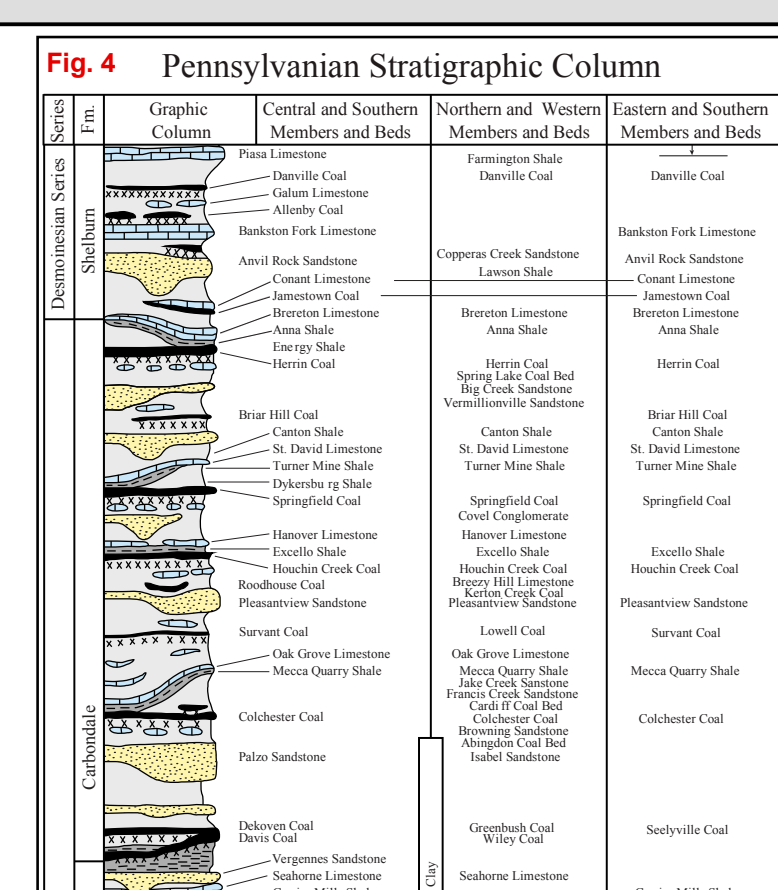 Fig. 4 Pennsylvanian Stratigraphic Column
Series
Fm.
Graphic Column
Central and Southern Members and Beds
Northern and Western Members and Beds
Eastern and Southern Members and Beds
Desmoinesian Series
Shelburn
Carbondale
Piasa Limestone
Danville Coal
Galum Limestone
Allenby Coal
Bankston Fork Limestone
Anvil Rock Sandstone
Conant Limestone
Jamestown Coal
Brereton Limestone
Anna Shale
Energy Shale
Herrin Coal
Briar Hill Coal
Canton Shale
St. David Limestone
Turner Mine Shale
Dykersbu rg Shale
Springfield Coal
Hanover Limestone
Excello Shale
Houchin Creek Coal
Roodhouse Coal
Pleasantview Sandstone
Survant Coal
Oak Grove Limestone
Mecca Quarry Shale
Colchester Coal
Palzo Sandstone
Dekoven Coal
Davis Coal
Vergennes Sandstone
Seahorne Limestone
Farmington Shale
Danville Coal
Copperas Creek Sandstone
Lawson Shale
Brereton Limestone
Anna Shale
Herrin Coal
Spring Lake Coal Bed
Big Creek Sandstone
Vermillionville Sandstone
Canton Shale
St. David Limestone
Turner Mine Shale
Springfield Coal
Covel Conglomerate
Hanover Limestone
Excello Shale
Houchin Creek Coal
Breezy Hill Limestone
Kerton Creek Coal
Pleasantview Sandstone
Lowell Coal
Oak Grove Limestone
Mecca Quarry Shale
Jake Creek Sanstone
Francis Creek Sandstone
Cardi ff Coal Bed
Colchester Coal
Browning Sandstone
Abingdon Coal Bed
Isabel Sandstone
Greenbush Coal
Wiley Coal
Seahorne Limestone
Clay
Danville Coal
Bankston Fork Limestone
Anvil Rock Sandstone
Conant Limestone
Jamestown Coal
Brereton Limestone
Anna Shale
Herrin Coal
Briar Hill Coal
Canton Shale
St. David Limestone
Turner Mine Shale
Springfield Coal
Excello Shale
Houchin Creek Coal
Pleasantview Sandstone
Survant Coal
Mecca Quarry Shale
Colchester Coal
Seelyville Coal